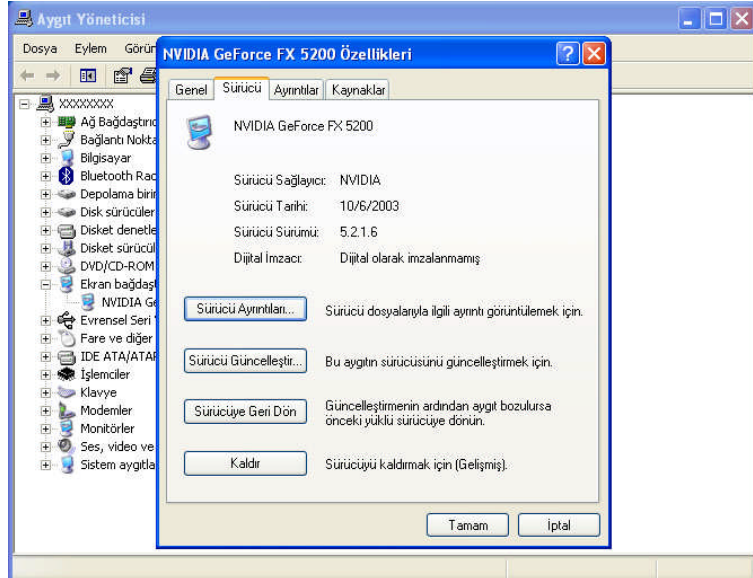 Aygıt Yöneticisi
Dosya Eylem Görür
NVIDIA GeForce FX 5200 Özellikleri
Genel Sürücü Ayrıntılar Kaynaklar
NVIDIA GeForce FX 5200
Sürücü Sağlayıcı: NVIDIA
Sürücü Tarihi: 10/6/2003
Sürücü Sürümü: 5.2.1.6
Dijital İmzacı: Dijital olarak imzalanmamış
Sürücü Ayrıntıları... Sürücü dosyalarıyla ilgili ayrıntı görüntülemek için.
Sürücü Güncelleştir... Bu aygıtın sürücüsünü güncelleştirmek için.
Sürücüye Geri Dön Güncelleştirmenin ardından aygıt bozulursa
önceki yüklü sürücüye dönün.
Kaldır Sürücüyü kaldırmak için (Gelişmiş).
Tamam İptal
xxxxxxxx
Ağ Bağdaştırıc
Bağlantı Nokta
Bilgisayar
Bluetooth Rac
Depolama birir
Disk sürücüler
Disket denetle
Disket sürücül
DVD/CD-ROM
Ekran bağdaşt
NVIDIA Ge
Evrensel Seri
Fare ve diğer
IDE ATA/ATAF
İşlemciler
Klavye
Modemler
Monitörler
Ses, video ve
Sistem aygıtla